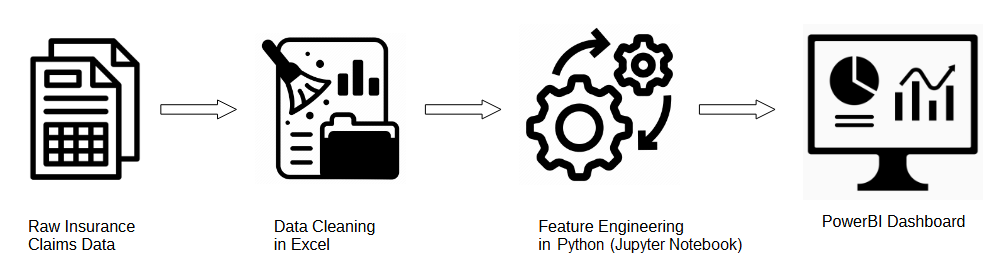 Raw Insurance
Claims Data
Data Cleaning
in Excel
Feature Engineering
in Python (Jupyter Notebook)
PowerBI Dashboard